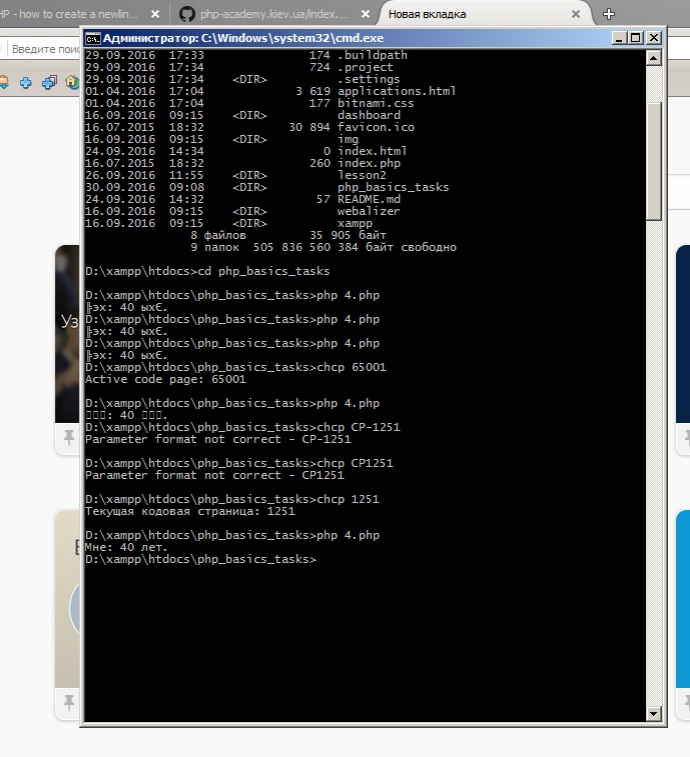 HP - how to create a newlin...
php-academy.kiev.ua/index....
Новая вкладка
Введите поис
Администратор: C:\Windows\system32\cmd.exe
29.09.2016 17:33 174 .buildpath
29.09.2016 17:33 724 .project
29.09.2016 17:34 <DIR> .settings
01.04.2016 17:04 3 619 applications.html
01.04.2016 17:04 177 bitnami.css
16.09.2016 09:15 <DIR> dashboard
16.07.2015 18:32 30 894 favicon.ico
16.09.2016 09:15 <DIR> img
24.09.2016 14:34 0 index.html
16.07.2015 18:32 260 index.php
26.09.2016 11:55 <DIR> lesson2
30.09.2016 09:08 <DIR> php_basics_tasks
24.09.2016 14:32 57 README.md
16.09.2016 09:15 <DIR> webalizer
16.09.2016 09:15 <DIR> xampp
8 файлов 35 905 байт
9 папок 505 836 560 384 байт свободно
D:\xampp\htdocs>cd php_basics_tasks
D:\xampp\htdocs\php_basics_tasks>php 4.php
╠эх: 40 ыхЄ.
D:\xampp\htdocs\php_basics_tasks>php 4.php
╠эх: 40 ыхЄ.
D:\xampp\htdocs\php_basics_tasks>php 4.php
╠эх: 40 ыхЄ.
D:\xampp\htdocs\php_basics_tasks>chcp 65001
Active code page: 65001
D:\xampp\htdocs\php_basics_tasks>php 4.php
□□□: 40 □□□.
D:\xampp\htdocs\php_basics_tasks>chcp CP-1251
Parameter format not correct - CP-1251
D:\xampp\htdocs\php_basics_tasks>chcp CP1251
Parameter format not correct - CP1251
D:\xampp\htdocs\php_basics_tasks>chcp 1251
Текущая кодовая страница: 1251
D:\xampp\htdocs\php_basics_tasks>php 4.php
Мне: 40 лет.
D:\xampp\htdocs\php_basics_tasks>
Уз